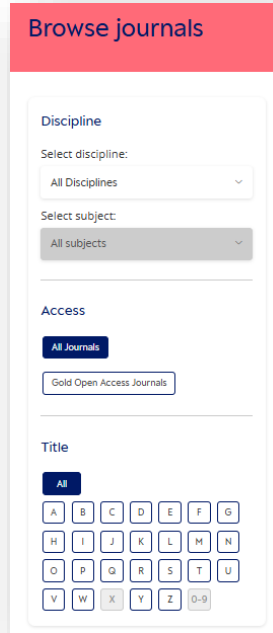 Browse journals
Discipline
Select discipline:
All Disciplines
Select subject:
All subjects
Access
All Journals
Gold Open Access Journals
Title
All
A B C D E F G
H I J K L M N
O P Q R S T U
V W X Y Z 0-9